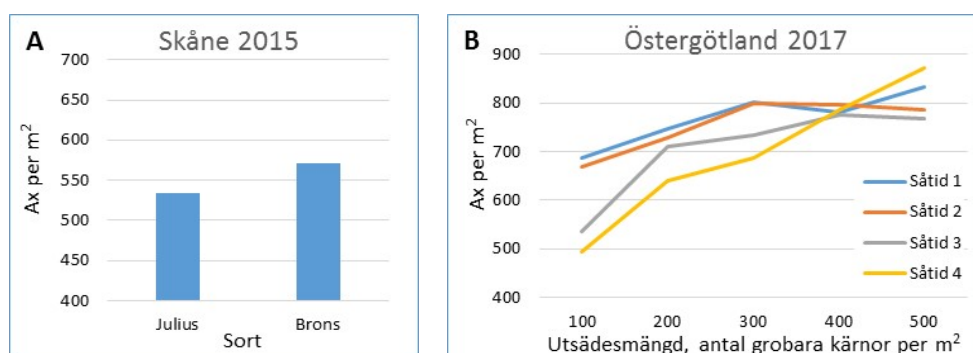 A
Skåne 2015
Ax per m²
700
650
600
550
500
450
400
Julius
Brons
Sort
B
Östergötland 2017
Ax per m²
900
800
700
600
500
400
Såtid 1
Såtid 2
Såtid 3
Såtid 4
100
200
300
400
500
Utsädesmängd, antal grobara kärnor per m²